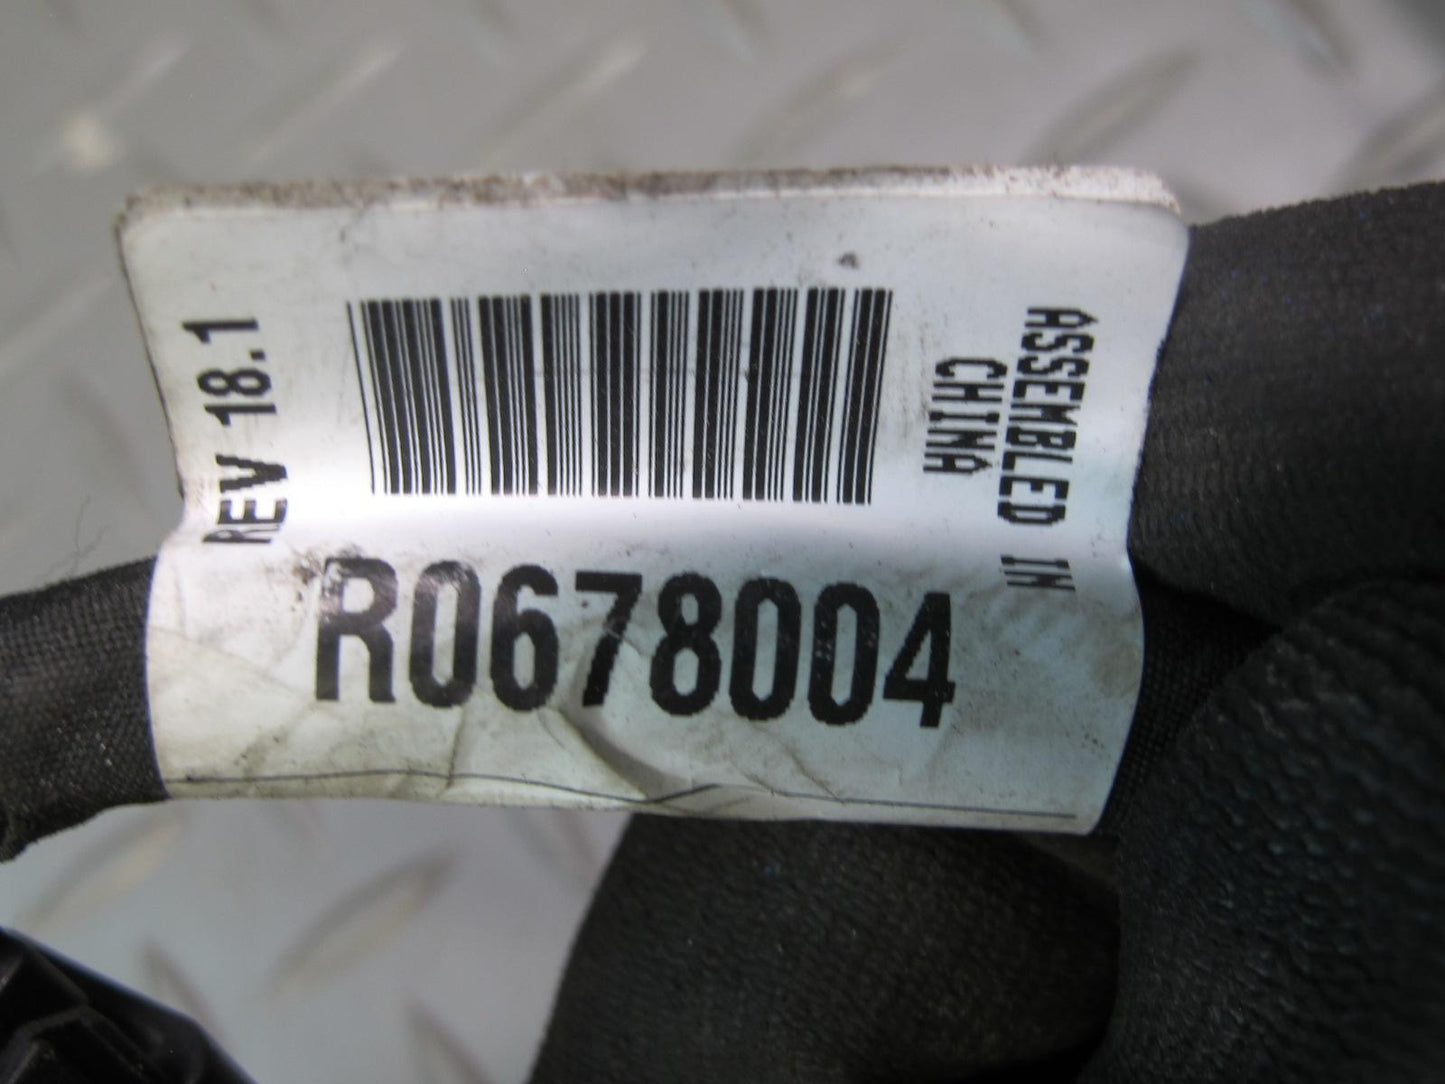 REV 18.1
ASSEMBLED IN
CHINA
R0678004